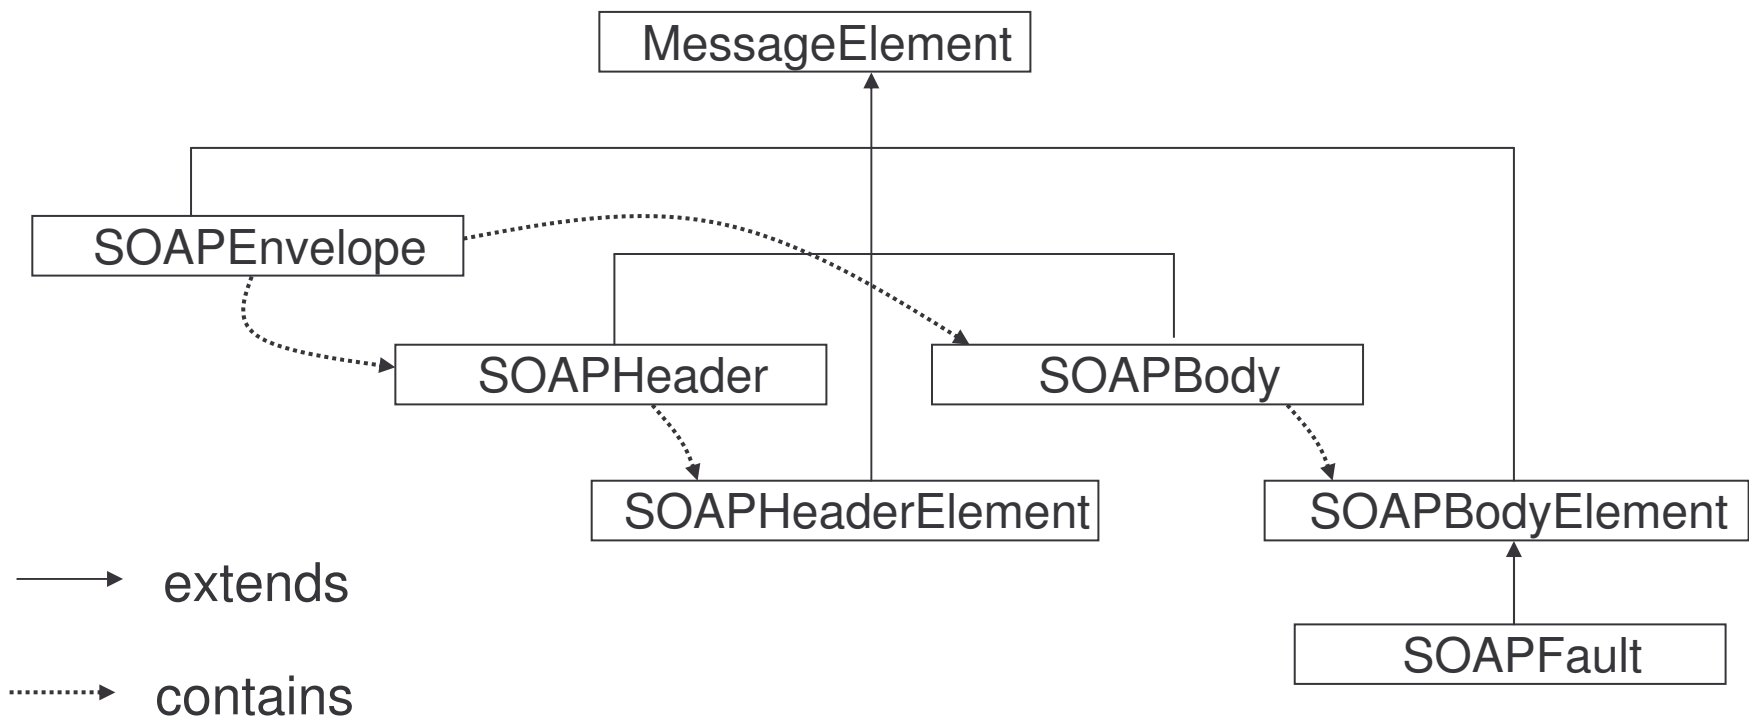 MessageElement
SOAPEnvelope
SOAPHeader
SOAPBody
SOAPHeaderElement
SOAPBodyElement
extends
SOAPFault
contains